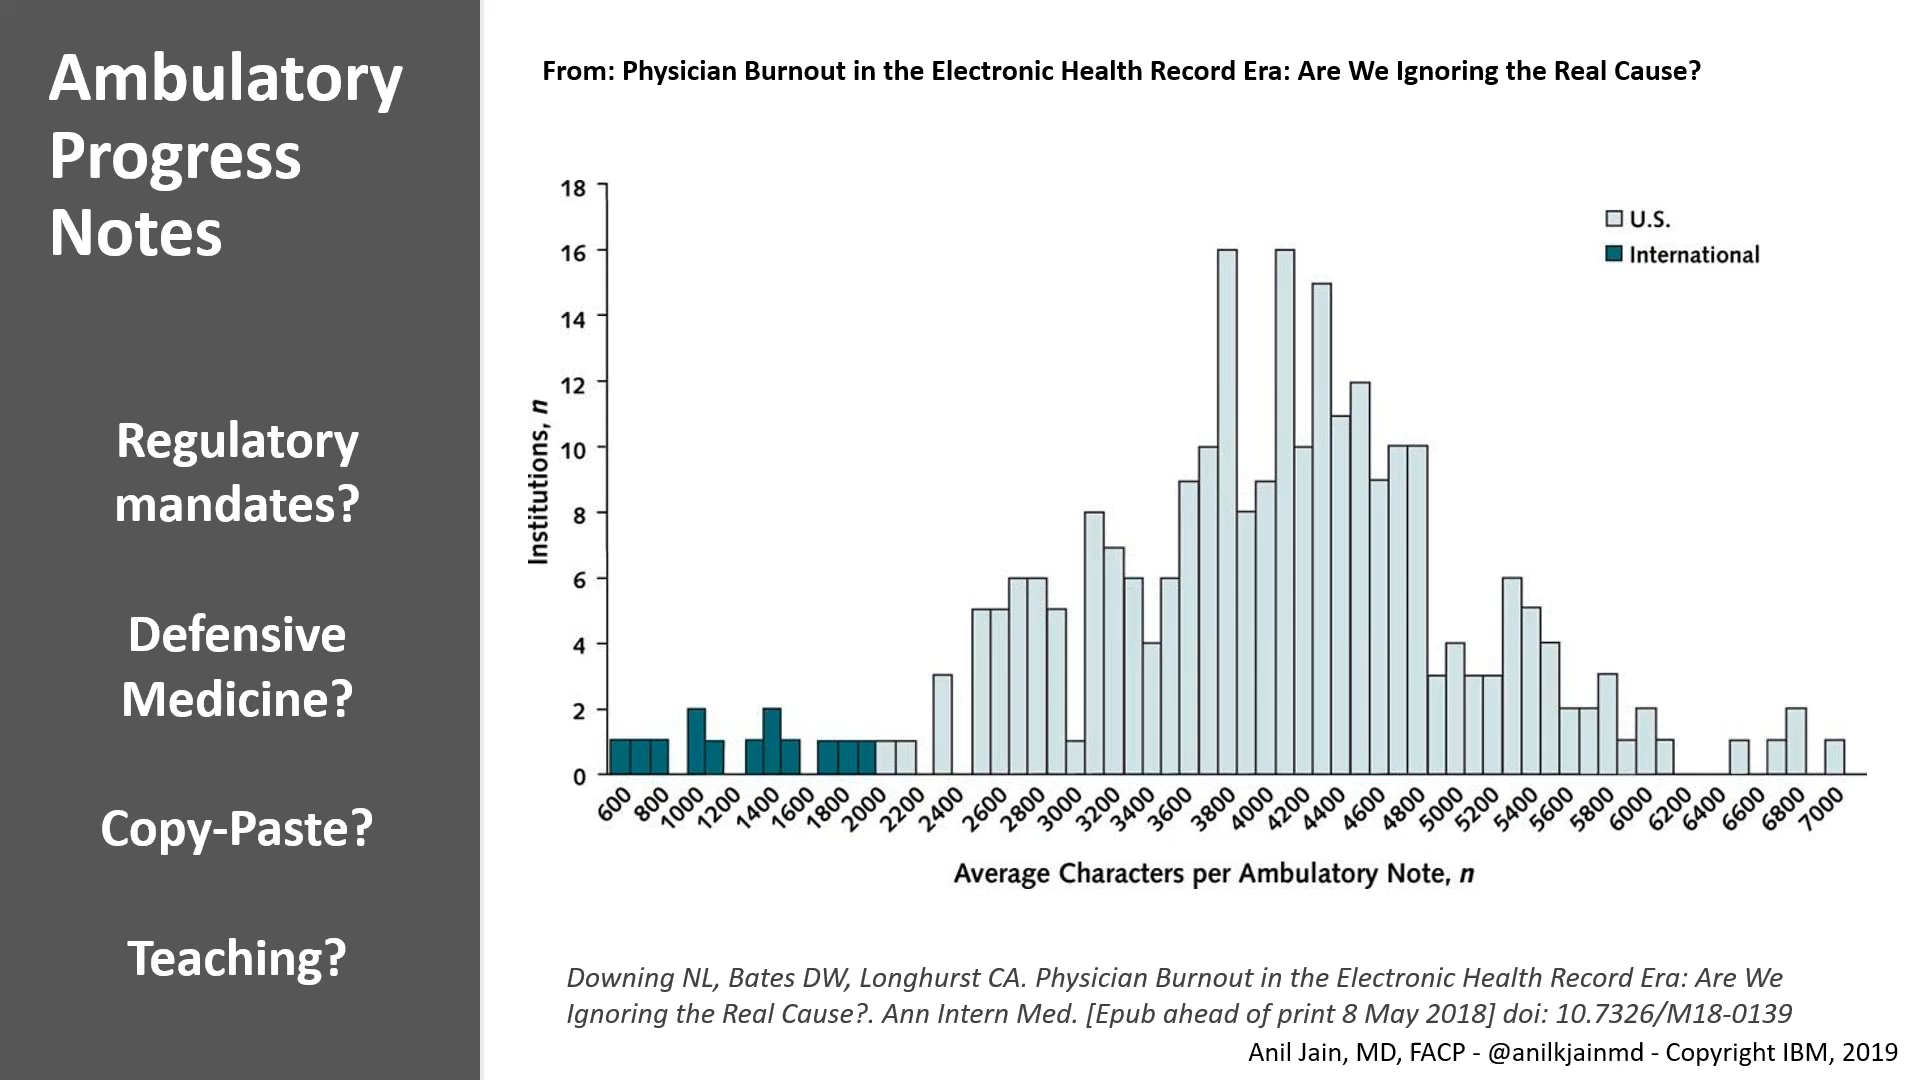 Ambulatory
Progress
Notes
Regulatory
mandates?
Defensive
Medicine?
Copy-Paste?
Teaching?
From: Physician Burnout in the Electronic Health Record Era: Are We Ignoring the Real Cause?
18
16
14
12
10
8
6
4
2
0
Institutions, n
U.S.
International
600 800 1000 1200 1400 1600 1800 2000 2200 2400 2600 2800 3000 3200 3400 3600 3800 4000 4200 4400 4600 4800 5000 5200 5400 5600 5800 6000 6200 6400 6600 6800 7000
Average Characters per Ambulatory Note, n
Downing NL, Bates DW, Longhurst CA. Physician Burnout in the Electronic Health Record Era: Are We
Ignoring the Real Cause?. Ann Intern Med. [Epub ahead of print 8 May 2018] doi: 10.7326/M18-0139
Anil Jain, MD, FACP - @anilkjainmd - Copyright IBM, 2019